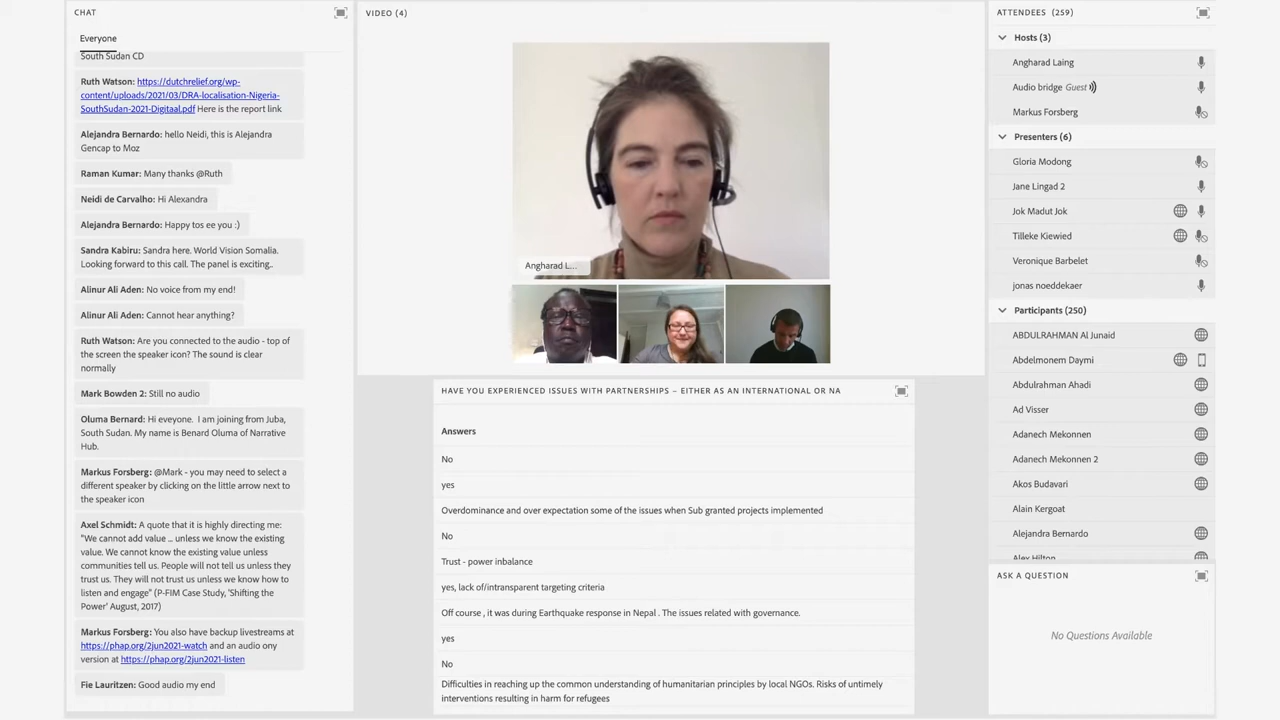 CHAT
Everyone
South Sudan CD
Ruth Watson: https://dutchrelief.org/wp-
content/uploads/2021/03/DRA-localisation-Nigeria-
SouthSudan-2021-Digitaal.pdf Here is the report link
Alejandra Bernardo: hello Neidi, this is Alejandra
Gencap to Moz
Raman Kumar: Many thanks @Ruth
Neidi de Carvalho: Hi Alexandra
Alejandra Bernardo: Happy tos ee you :)
Sandra Kabiru: Sandra here. World Vision Somalia.
Looking forward to this call. The panel is exciting..
Alinur Ali Aden: No voice from my end!
Alinur Ali Aden: Cannot hear anything?
Ruth Watson: Are you connected to the audio - top of
the screen the speaker icon? The sound is clear
normally
Mark Bowden 2: Still no audio
Oluma Bernard: Hi eveyone. I am joining from Juba,
South Sudan. My name is Benard Oluma of Narrative
Hub.
Markus Forsberg: @Mark - you may need to select a
different speaker by clicking on the little arrow next to
the speaker icon
Axel Schmidt: A quote that it is highly directing me:
"We cannot add value ... unless we know the existing
value. We cannot know the existing value unless
communities tell us. People will not tell us unless they
trust us. They will not trust us unless we know how to
listen and engage" (P-FIM Case Study, 'Shifting the
Power' August, 2017)
Markus Forsberg: You also have backup livestreams at
https://phap.org/2jun2021-watch and an audio ony
version at https://phap.org/2jun2021-listen
Fie Lauritzen: Good audio my end
VIDEO (4)
Angharad L...
HAVE YOU EXPERIENCED ISSUES WITH PARTNERSHIPS – EITHER AS AN INTERNATIONAL OR NA
Answers
No
yes
Overdominance and over expectation some of the issues when Sub granted projects implemented
No
Trust - power inbalance
yes, lack of/intransparent targeting criteria
Off course , it was during Earthquake response in Nepal . The issues related with governance.
yes
No
Difficulties in reaching up the common understanding of humanitarian principles by local NGOs. Risks of untimely
interventions resulting in harm for refugees
ATTENDEES (259)
Hosts (3)
Angharad Laing
Audio bridge Guest
Markus Forsberg
Presenters (6)
Gloria Modong
Jane Lingad 2
Jok Madut Jok
Tilleke Kiewied
Veronique Barbelet
jonas noeddekaer
Participants (250)
ABDULRAHMAN Al Junaid
Abdelmonem Daymi
Abdulrahman Ahadi
Ad Visser
Adanech Mekonnen
Adanech Mekonnen 2
Akos Budavari
Alain Kergoat
Alejandra Bernardo
Alex Hilton
ASK A QUESTION
No Questions Available